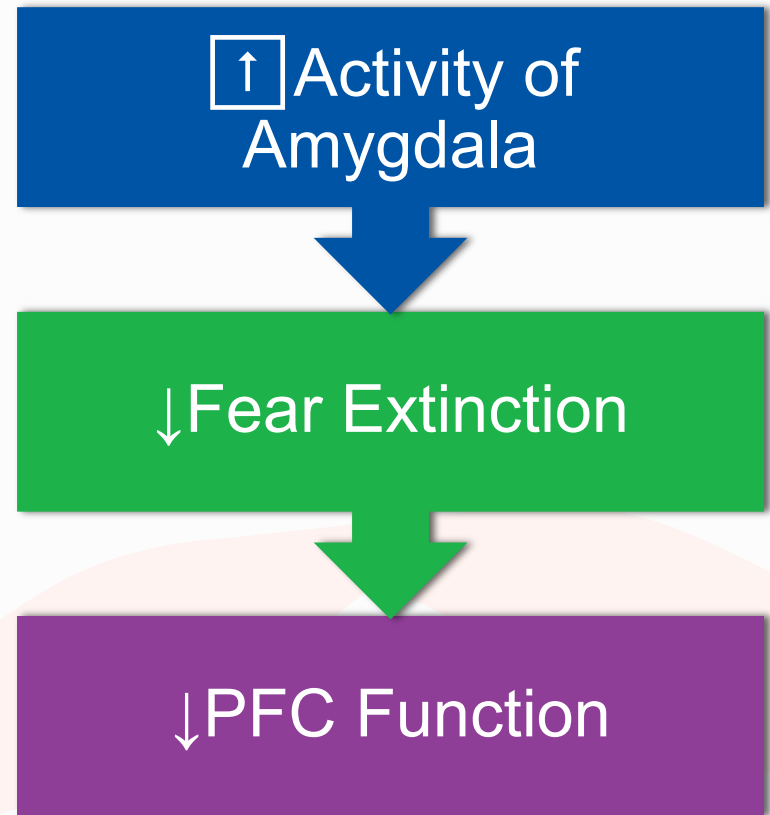 ↑ Activity of
Amygdala
↓Fear Extinction
↓PFC Function